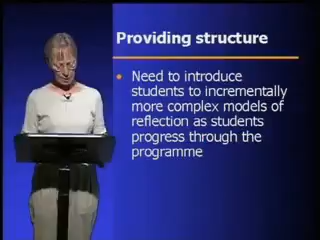 Providing structure
• Need to introduce
students to incrementally
more complex models of
reflection as students
progress through the
programme